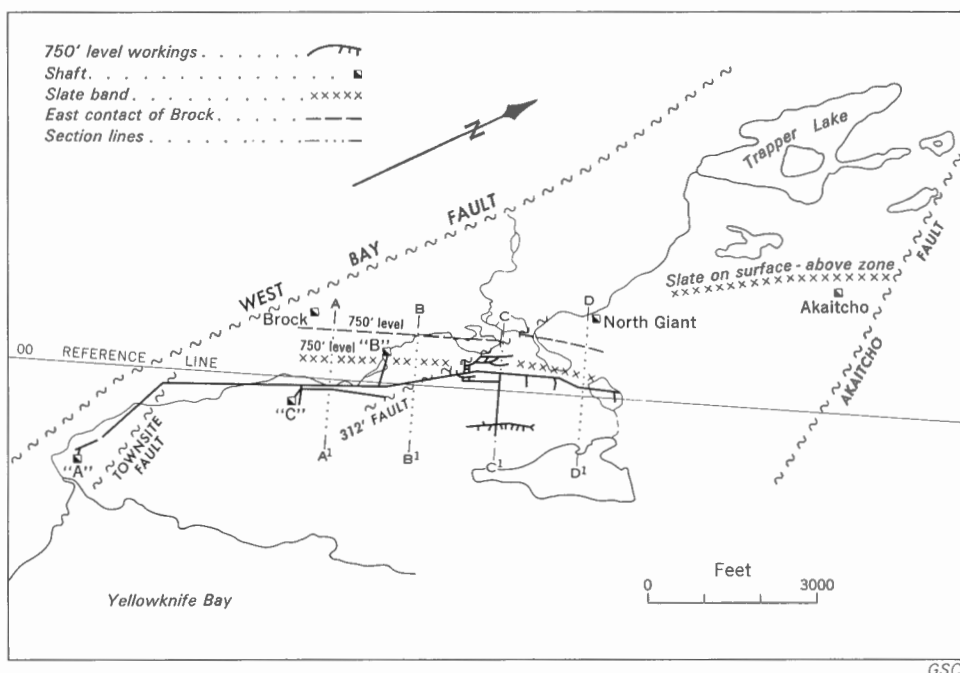 750' level workings . . . . . . . . .
Shaft . . . . . . . . . . . . . . . .
Slate band . . . . . . . . . . . . .
East contact of Brock . . . . .
Section lines . . . . . . . . . . .
N
Trapper Lake
WEST BAY FAULT
Slate on surface - above zone
Akaitcho
AKAITCHO FAULT
A
B
C
D
Brock
750' level
North Giant
750' level
"B"
00 REFERENCE LINE
"C"
312' FAULT
TOWNSITE FAULT
"A"
A¹
B¹
C¹
D¹
Feet
0 3000
Yellowknife Bay
GSC